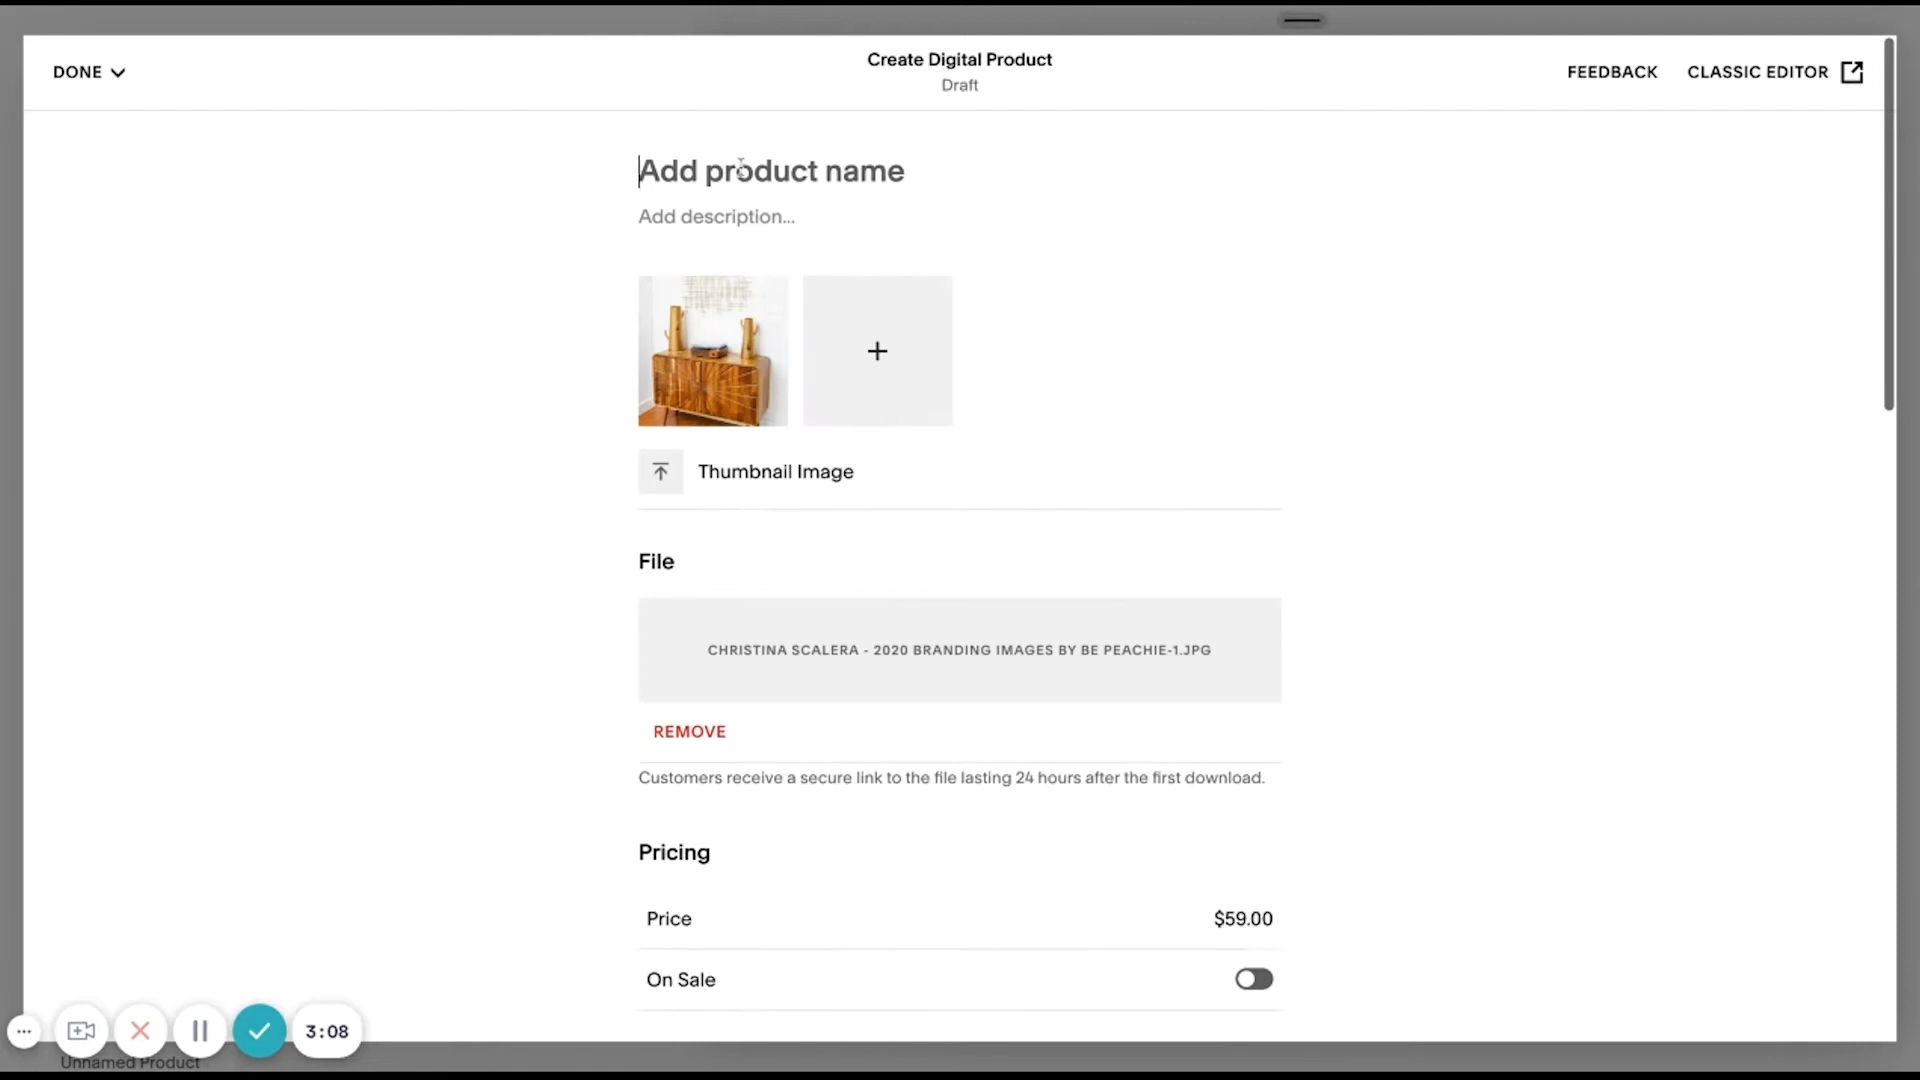 DONE
Create Digital Product
Draft
FEEDBACK
CLASSIC EDITOR
Add product name
Add description...
Thumbnail Image
File
CHRISTINA SCALERA - 2020 BRANDING IMAGES BY BE PEACHIE-1.JPG
REMOVE
Customers receive a secure link to the file lasting 24 hours after the first download.
Pricing
Price $59.00
On Sale
3:08
Unnamed Product